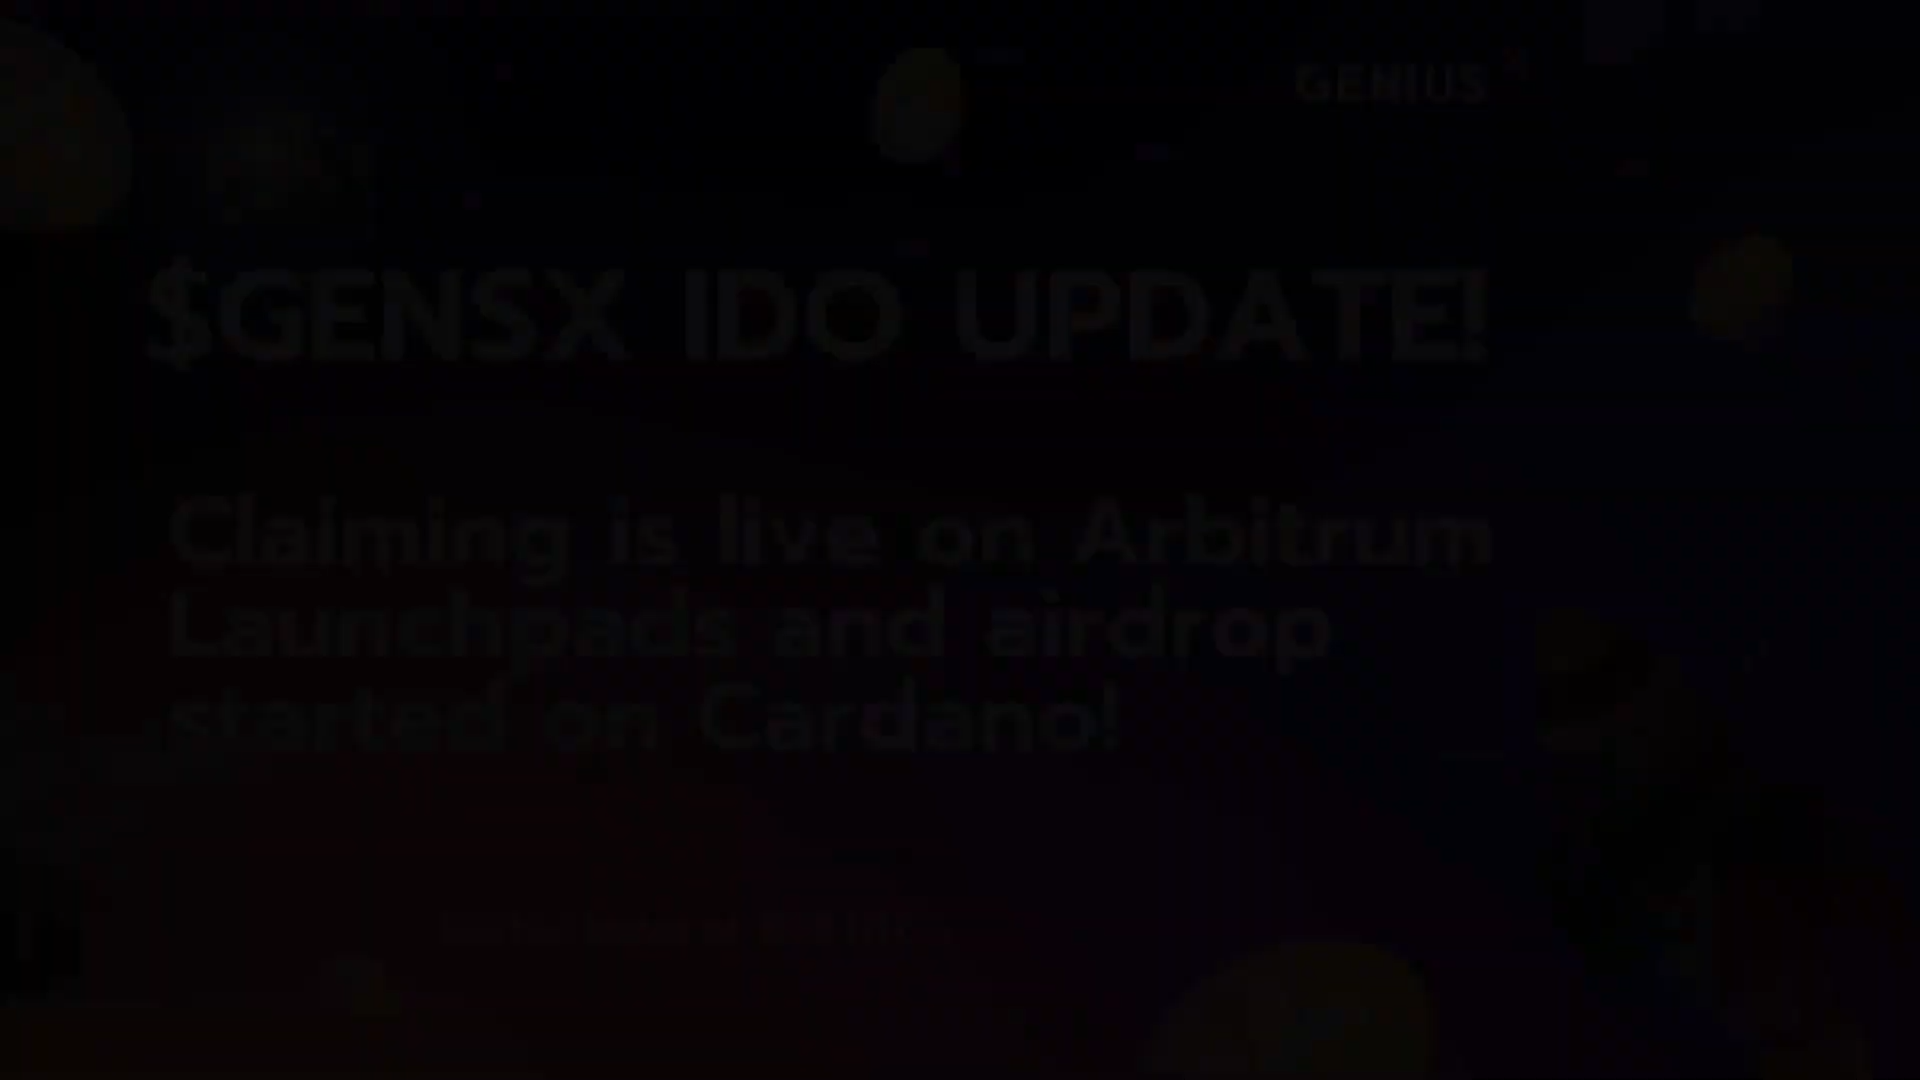 GENIUS X
$GENSX IDO UPDATE!
Claiming is live on Arbitrum
Launchpads and airdrop
started on Cardano!